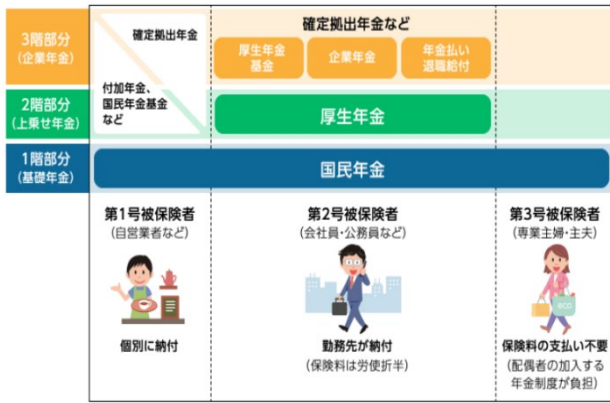 3階部分
(企業年金)
確定拠出年金
確定拠出年金など
厚生年金
基金
企業年金
年金払い
退職給付
付加年金、
国民年金基金
など
2階部分
(上乗せ年金)
厚生年金
1階部分
(基礎年金)
国民年金
第1号被保険者
(自営業者など)
個別に納付
第2号被保険者
(会社員・公務員など)
勤務先が納付
(保険料は労使折半)
第3号被保険者
(専業主婦・主夫)
eco
保険料の支払い不要
(配偶者の加入する
年金制度が負担)